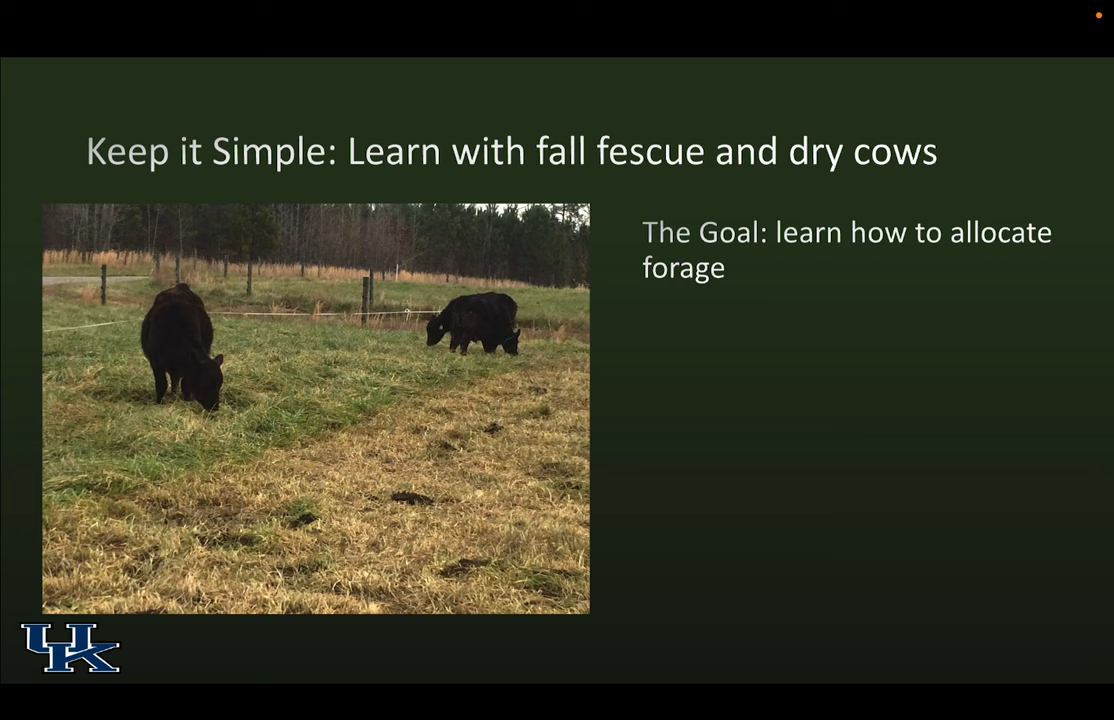 Keep it Simple: Learn with fall fescue and dry cows
The Goal: learn how to allocate
forage
UK